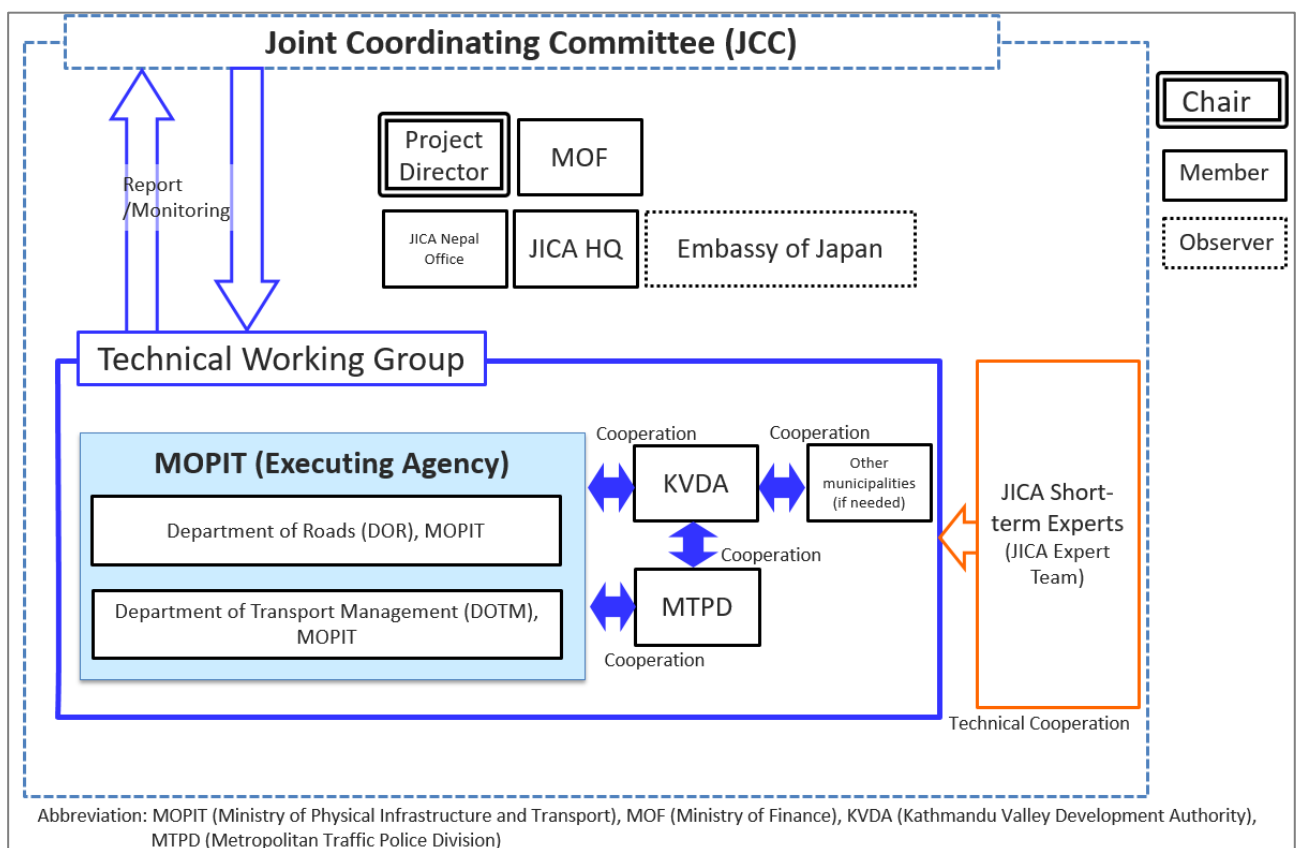 Joint Coordinating Committee (JCC)
Chair
Member
Observer
Report
/Monitoring
Project
Director
MOF
JICA Nepal
Office
JICA HQ
Embassy of Japan
Technical Working Group
MOPIT (Executing Agency)
Department of Roads (DOR), MOPIT
Department of Transport Management (DOTM),
MOPIT
Cooperation
KVDA
Cooperation
Other
municipalities
(if needed)
Cooperation
MTPD
Cooperation
JICA Short-
term Experts
(JICA Expert
Team)
Technical Cooperation
Abbreviation: MOPIT (Ministry of Physical Infrastructure and Transport), MOF (Ministry of Finance), KVDA (Kathmandu Valley Development Authority),
MTPD (Metropolitan Traffic Police Division)